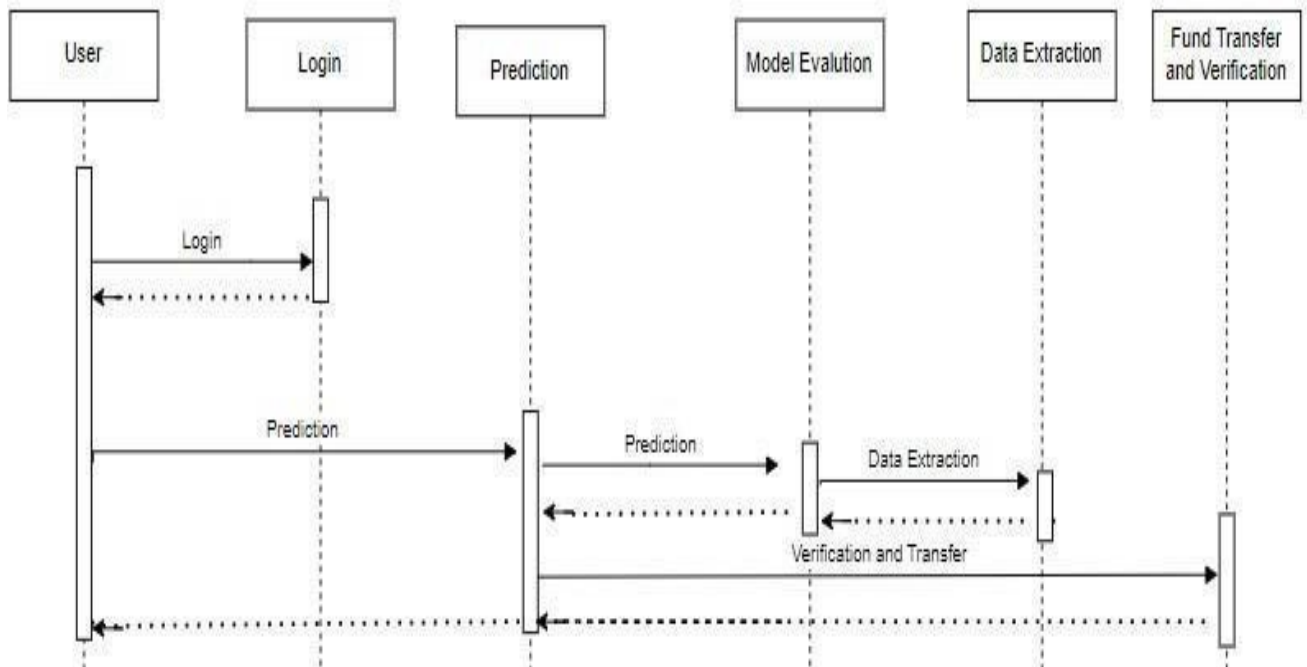 User
Login
Prediction
Model Evalution
Data Extraction
Fund Transfer
and Verification
Login
Prediction
Prediction
Data Extraction
Verification and Transfer